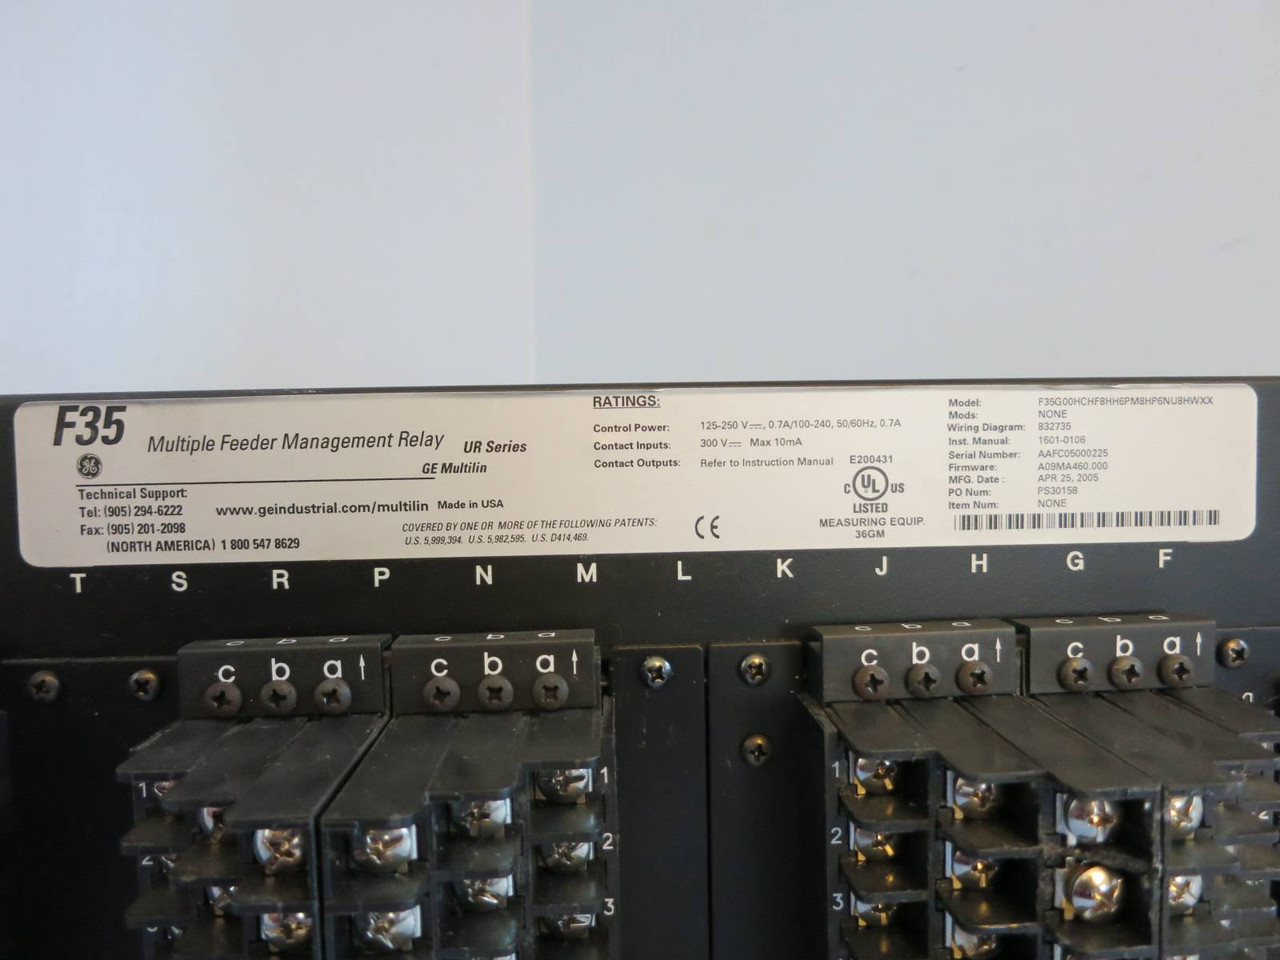 F35
Multiple Feeder Management Relay
UR Series
GE Multilin
Technical Support:
Tel: (905) 294-6222
Fax: (905) 201-2098
(NORTH AMERICA) 1 800 547 8629
www.geindustrial.com/multilin
Made in USA
COVERED BY ONE OR MORE OF THE FOLLOWING PATENTS:
U.S. 5,999,394. U.S. 5,982,595. U.S. D414,469.
RATINGS:
Control Power: 125-250 V⎓, 0.7A/100-240, 50/60Hz, 0.7A
Contact Inputs: 300 V⎓ Max 10mA
Contact Outputs: Refer to Instruction Manual
CE
E200431
C UL US
LISTED
MEASURING EQUIP.
36GM
Model: F35G00HCHF8HH6PM8HP6NU8HWXX
Mods: NONE
Wiring Diagram: 832735
Inst. Manual: 1601-0106
Serial Number: AAFC05000225
Firmware: A09MA460.000
MFG. Date : APR 25, 2005
PO Num: PS30158
Item Num: NONE
T S R P N M L K J H G F
c b a c b a c b a c b a
c b a↑ c b a↑ c b a↑ c b a↑
1 1 1
2 2 2
3 3